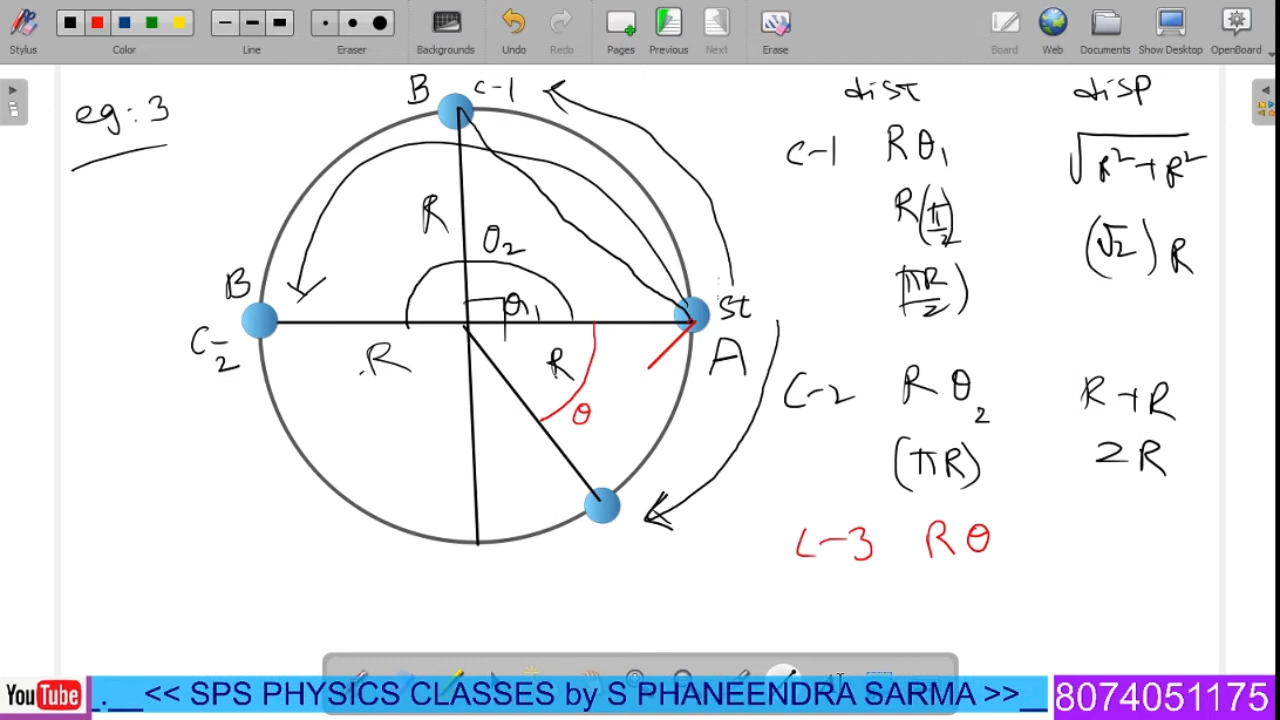 Stylus Color Line Eraser Backgrounds Undo Redo Pages Previous Next Erase Board Web Documents Show Desktop OpenBoard
eg: 3
B C-1
dist disp
C-1 Rθ₁ √R²+R²
R(π/2) (√2) R
(πR/2)
R θ₂
B θ₁ St
C-2 R R A
θ
C-2 Rθ₂ R+R
(πR) 2R
C-3 Rθ
YouTube .__<< SPS PHYSICS CLASSES by S PHANEENDRA SARMA >>__ 8074051175